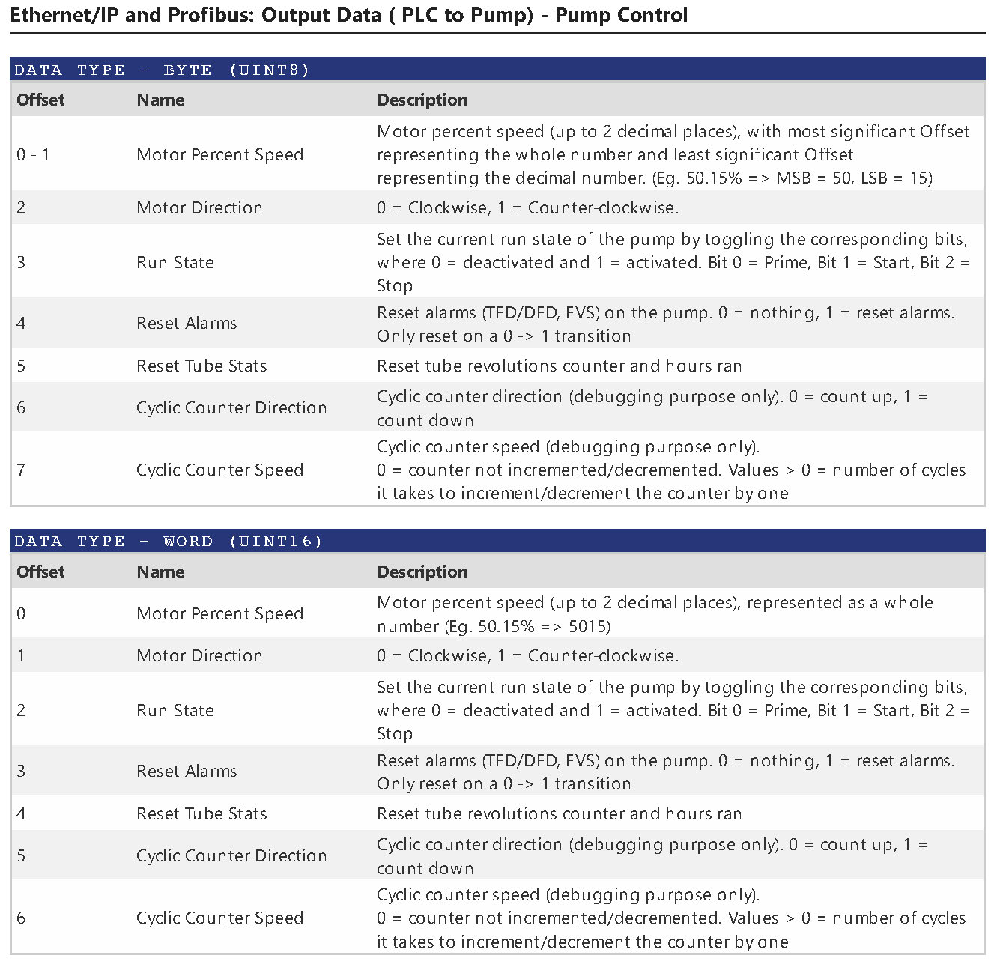 Ethernet/IP and Profibus: Output Data ( PLC to Pump) - Pump Control
DATA TYPE – BYTE (UINT8)
Offset Name Description
0 - 1 Motor Percent Speed Motor percent speed (up to 2 decimal places), with most significant Offset
representing the whole number and least significant Offset
representing the decimal number. (Eg. 50.15% => MSB = 50, LSB = 15)
2 Motor Direction 0 = Clockwise, 1 = Counter-clockwise.
3 Run State Set the current run state of the pump by toggling the corresponding bits,
where 0 = deactivated and 1 = activated. Bit 0 = Prime, Bit 1 = Start, Bit 2 =
Stop
4 Reset Alarms Reset alarms (TFD/DFD, FVS) on the pump. 0 = nothing, 1 = reset alarms.
Only reset on a 0 -> 1 transition
5 Reset Tube Stats Reset tube revolutions counter and hours ran
6 Cyclic Counter Direction Cyclic counter direction (debugging purpose only). 0 = count up, 1 =
count down
7 Cyclic Counter Speed Cyclic counter speed (debugging purpose only).
0 = counter not incremented/decremented. Values > 0 = number of cycles
it takes to increment/decrement the counter by one
DATA TYPE – WORD (UINT16)
Offset Name Description
0 Motor Percent Speed Motor percent speed (up to 2 decimal places), represented as a whole
number (Eg. 50.15% => 5015)
1 Motor Direction 0 = Clockwise, 1 = Counter-clockwise.
2 Run State Set the current run state of the pump by toggling the corresponding bits,
where 0 = deactivated and 1 = activated. Bit 0 = Prime, Bit 1 = Start, Bit 2 =
Stop
3 Reset Alarms Reset alarms (TFD/DFD, FVS) on the pump. 0 = nothing, 1 = reset alarms.
Only reset on a 0 -> 1 transition
4 Reset Tube Stats Reset tube revolutions counter and hours ran
5 Cyclic Counter Direction Cyclic counter direction (debugging purpose only). 0 = count up, 1 =
count down
6 Cyclic Counter Speed Cyclic counter speed (debugging purpose only).
0 = counter not incremented/decremented. Values > 0 = number of cycles
it takes to increment/decrement the counter by one